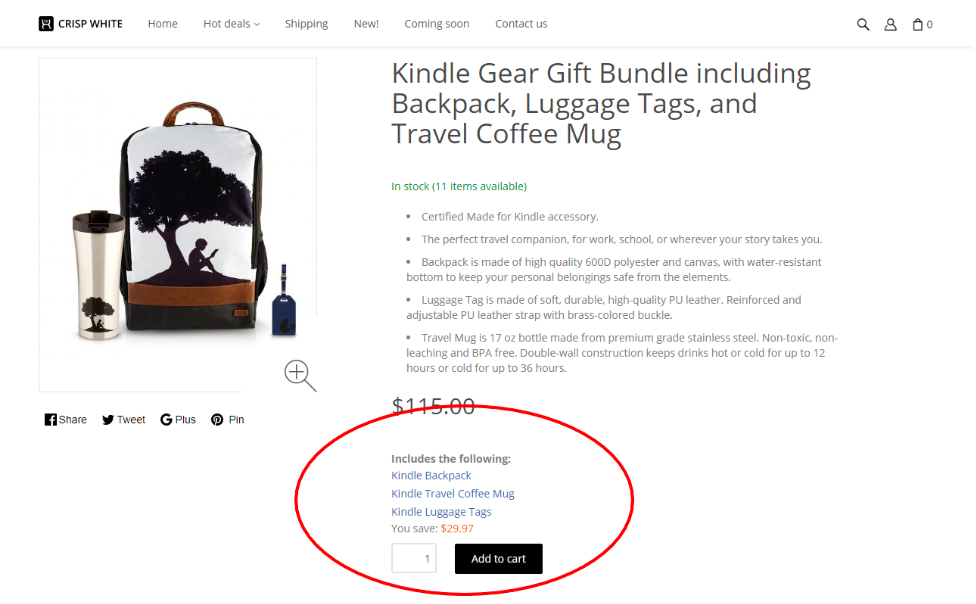 CRISP WHITE Home Hot deals Shipping New! Coming soon Contact us 0
Kindle Gear Gift Bundle including
Backpack, Luggage Tags, and
Travel Coffee Mug
In stock (11 items available)
• Certified Made for Kindle accessory.
• The perfect travel companion, for work, school, or wherever your story takes you.
• Backpack is made of high quality 600D polyester and canvas, with water-resistant
bottom to keep your personal belongings safe from the elements.
• Luggage Tag is made of soft, durable, high-quality PU leather. Reinforced and
adjustable PU leather strap with brass-colored buckle.
• Travel Mug is 17 oz bottle made from premium grade stainless steel. Non-toxic, non-
leaching and BPA free. Double-wall construction keeps drinks hot or cold for up to 12
hours or cold for up to 36 hours.
$115.00
Share Tweet Plus Pin
Includes the following:
Kindle Backpack
Kindle Travel Coffee Mug
Kindle Luggage Tags
You save: $29.97
1 Add to cart